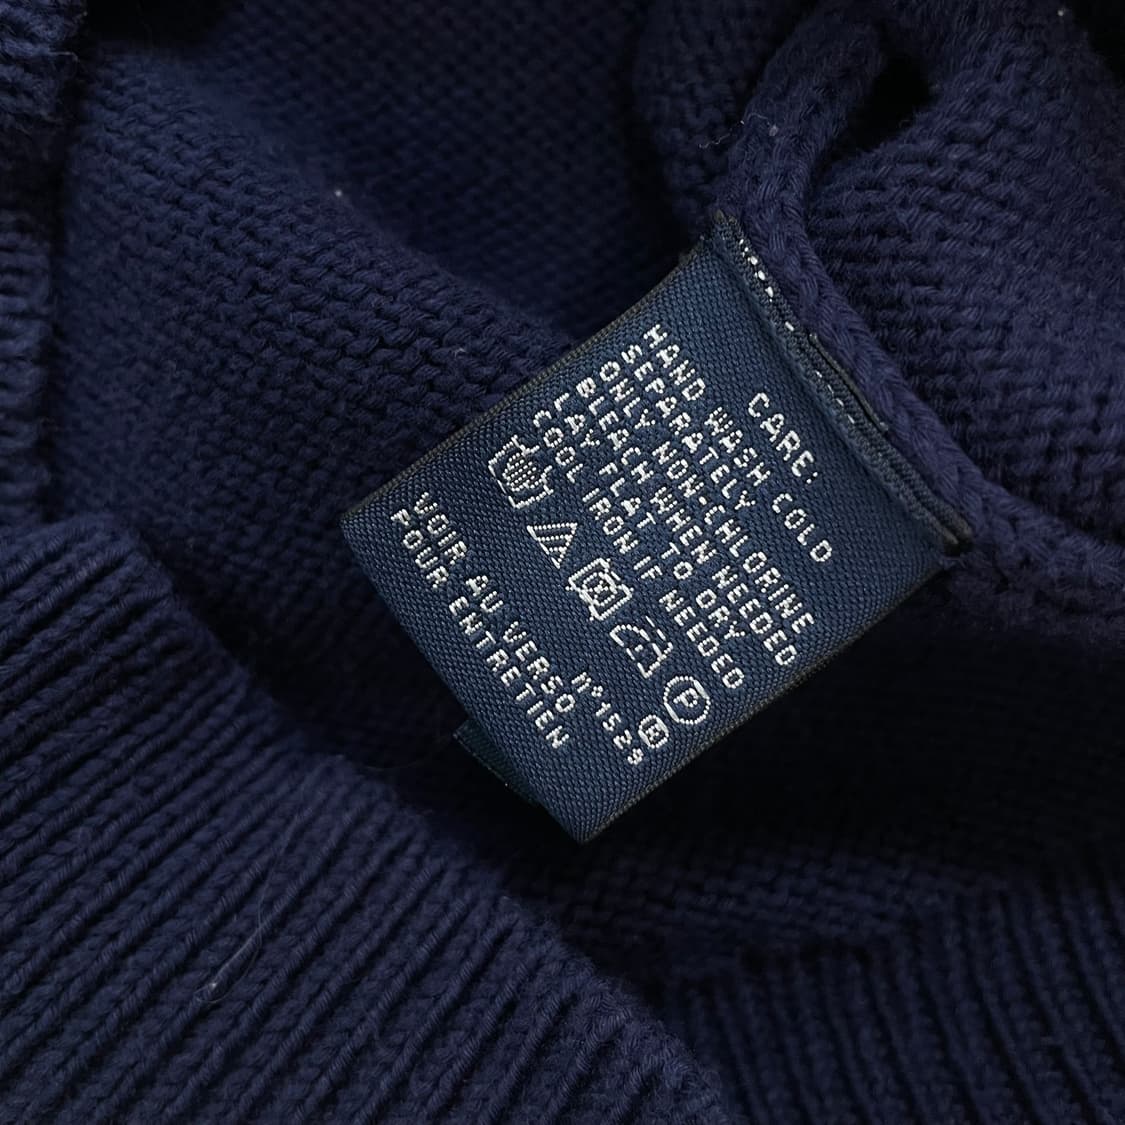 CARE:
HAND WASH COLD
SEPARATELY
ONLY NON-CHLORINE
BLEACH WHEN NEEDED
LAY FLAT TO DRY
COOL IRON IF NEEDED
P
Nº1529
VOIR AU VERSO
POUR ENTRETIEN